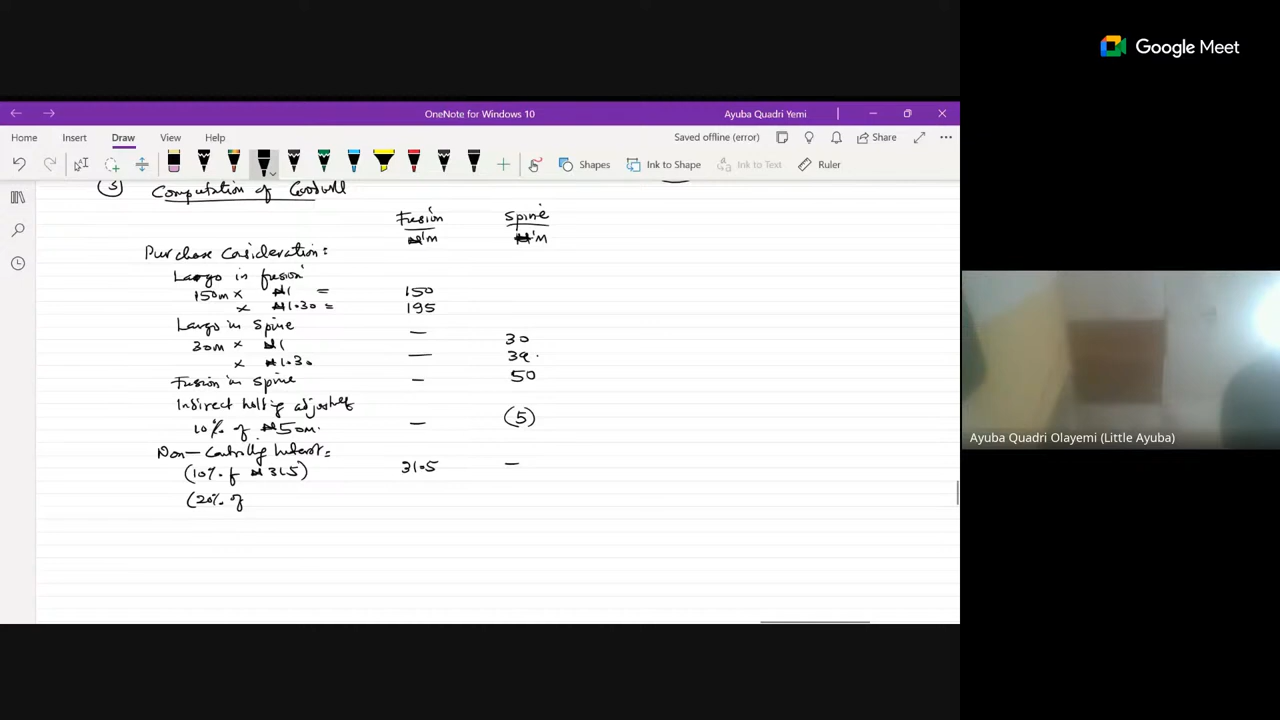 Google Meet
OneNote for Windows 10
Ayuba Quadri Yemi
Home Insert Draw View Help
Saved offline (error)
Share
Shapes
Ink to Shape
Ink to Text
Ruler
(3) Computation of Goodwill
Fusion Spine
₦'M ₦'M
Purchase Consideration:
Largo in fusion
150m x ₦1 = 150
x ₦1.30 = 195
Largo in Spine —
30m x ₦1 30
x ₦1.30 — 39
Fusion in Spine — 50
Indirect holding
10% of ₦50m. — (5)
Non-Controlling Interest:
(10% of ₦315) 31.5 —
(20% of
Ayuba Quadri Olayemi (Little Ayuba)